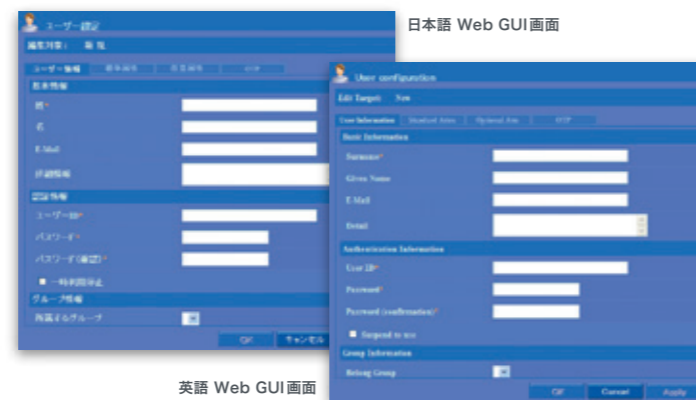 日本語 Web GUI画面
ユーザー設定
編集対象： 新規
ユーザー情報
基本情報
姓*
名
E-Mail
詳細情報
認証情報
ユーザーID*
パスワード*
パスワード(確認)*
一時利用停止
グループ情報
所属するグループ
OK キャンセル
User configuration
Edit Target: New
User Information Standard Attr. Optional Attr. OTP
Basic Information
Surname*
Given Name
E-Mail
Detail
Authentication Information
User ID*
Password*
Password (confirmation)*
Suspend to use
Group Information
Belong Group
OK Cancel Apply
英語 Web GUI画面